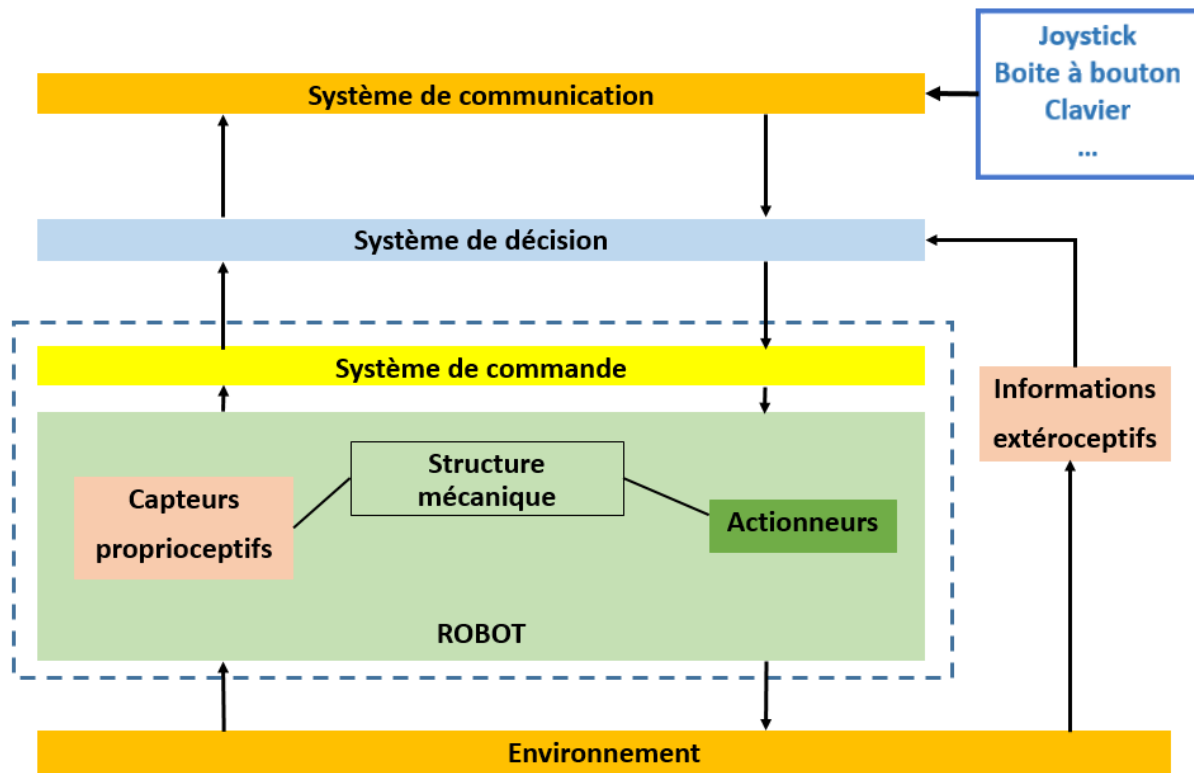 Joystick
Boite à bouton
Clavier
...
Système de communication
Système de décision
Système de commande
Informations
extéroceptifs
Structure
mécanique
Capteurs
proprioceptifs
Actionneurs
ROBOT
Environnement